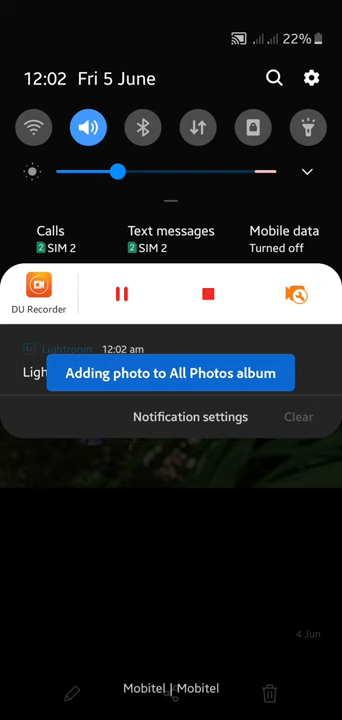 22%
12:02 Fri 5 June
Calls
2 SIM 2
Text messages
2 SIM 2
Mobile data
Turned off
DU Recorder
Lr Lightroom 12:02 am
Ligh
Adding photo to All Photos album
Notification settings
Clear
4 Jun
Mobitel | Mobitel